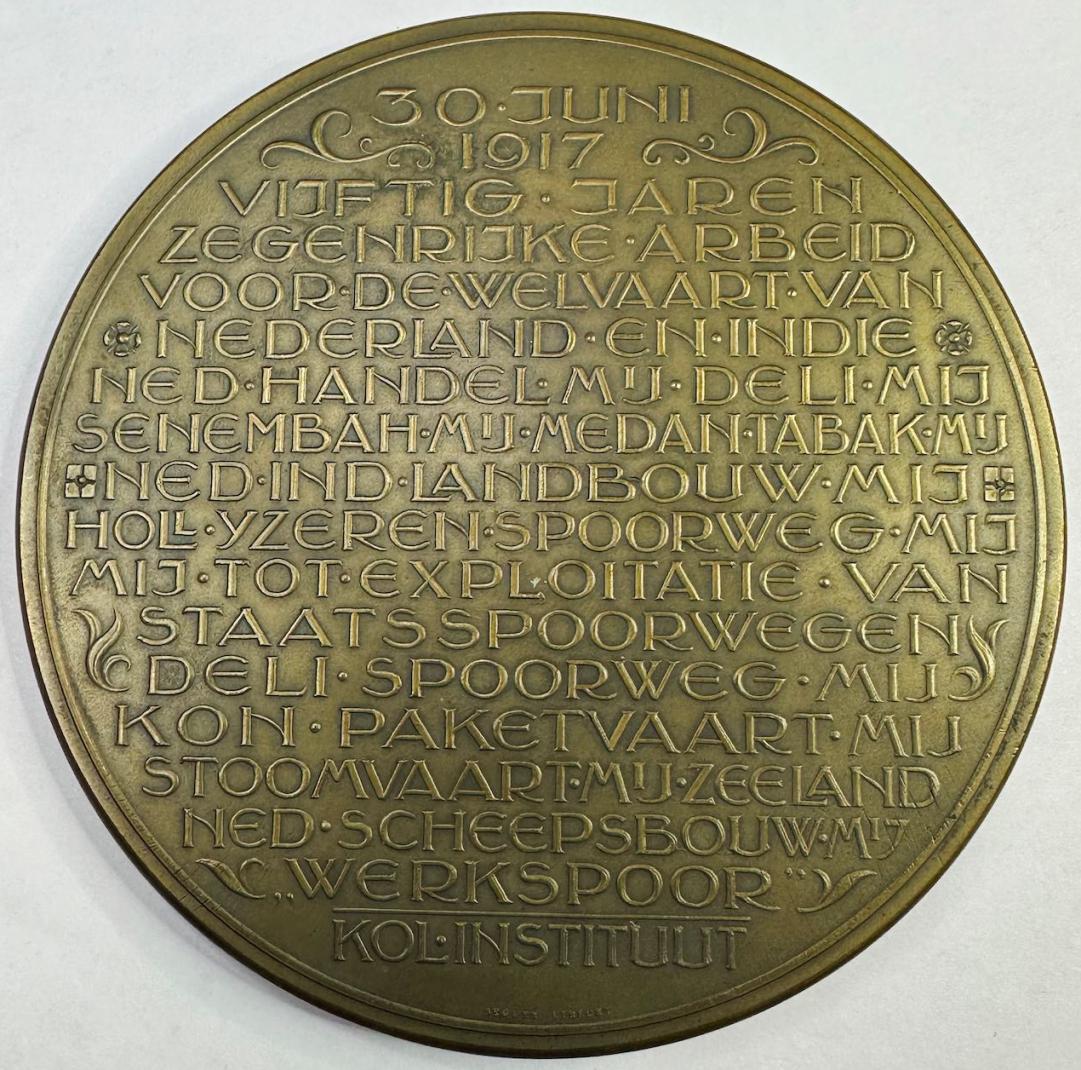 30·JUNI
1917
VIJFTIG·JAREN
ZEGENRIJKE·ARBEID
VOOR·DE·WELVAART·VAN
NEDERLAND·EN·INDIE
NED·HANDEL·MIJ·DELI·MIJ
SENEMBAH·MIJ·MEDAN·TABAK·MIJ
NED·IND·LANDBOUW·MIJ
HOLL·YZEREN·SPOORWEG·MIJ
MIJ·TOT·EXPLOITATIE·VAN
STAATSSPOORWEGEN
DELI·SPOORWEG·MIJ
KON·PAKETVAART·MIJ
STOOMVAART·MIJ·ZEELAND
NED·SCHEEPSBOUW·MIJ
„WERKSPOOR”
KOL·INSTITUUT